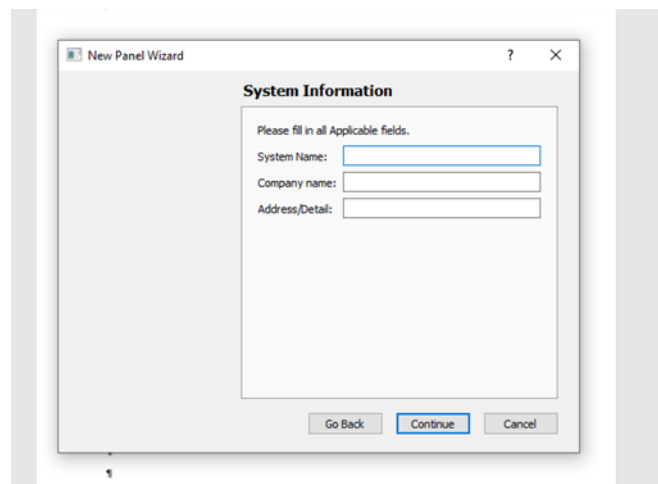 New Panel Wizard ?
System Information
Please fill in all Applicable fields.
System Name:
Company name:
Address/Detail:
Go Back Continue Cancel
¶